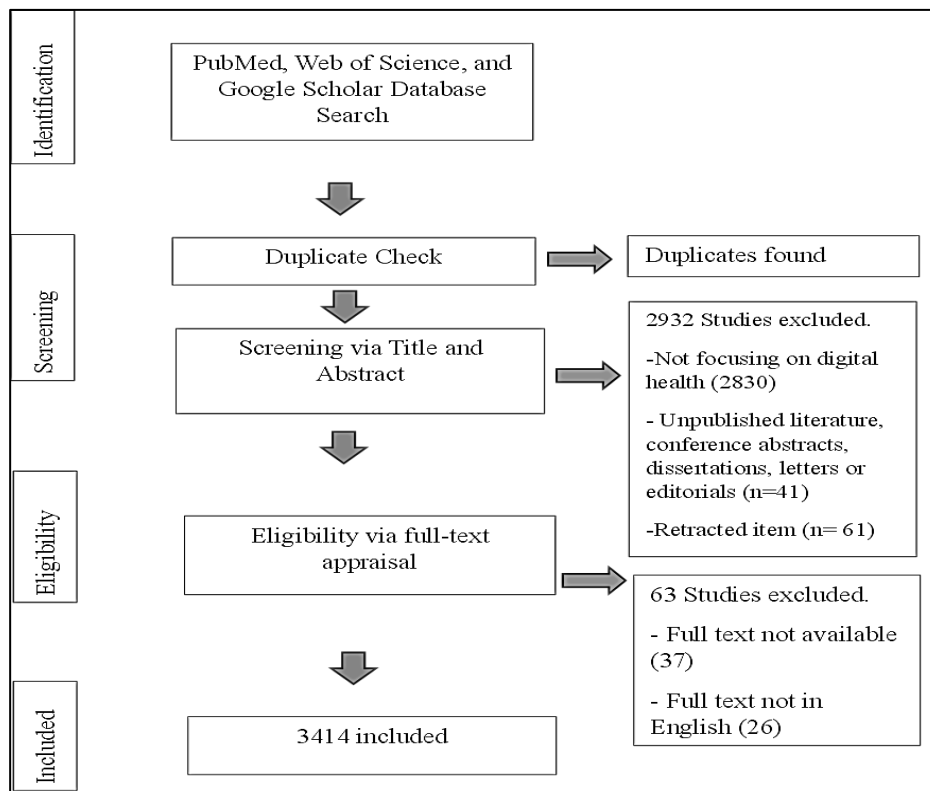 Identification
PubMed, Web of Science, and
Google Scholar Database
Search
Screening
Duplicate Check
Duplicates found
Screening via Title and
Abstract
2932 Studies excluded.
-Not focusing on digital
health (2830)
- Unpublished literature,
conference abstracts,
dissertations, letters or
editorials (n=41)
-Retracted item (n= 61)
Eligibility
Eligibility via full-text
appraisal
63 Studies excluded.
- Full text not available
(37)
- Full text not in
English (26)
Included
3414 included